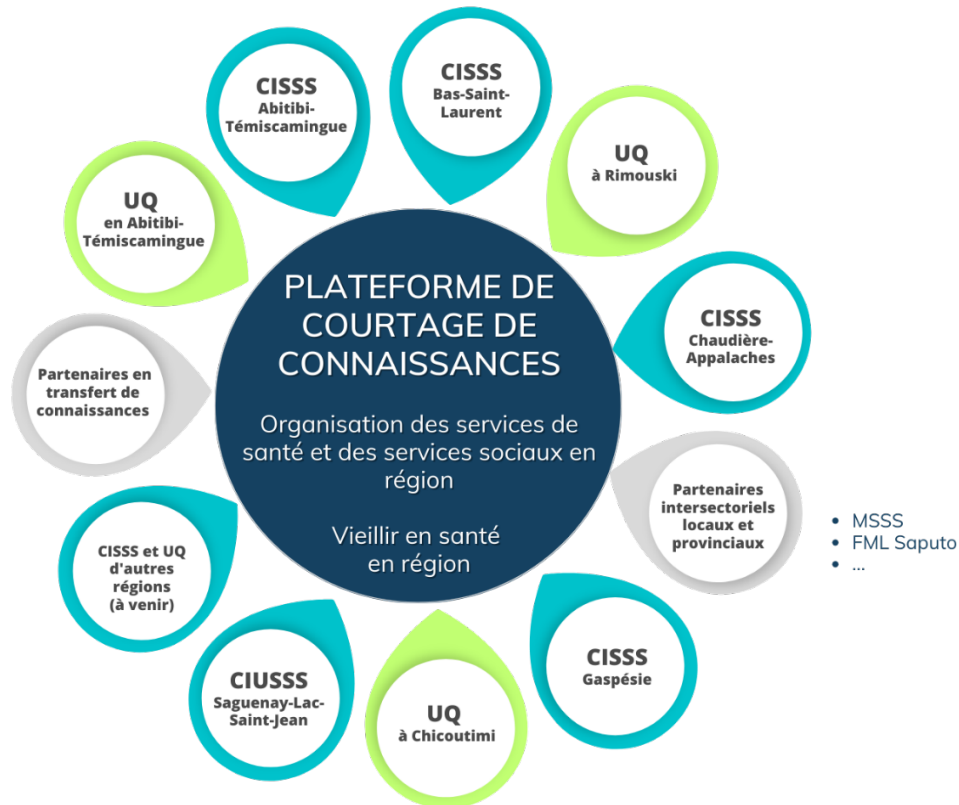 CISSS
Abitibi-
Témiscamingue
CISSS
Bas-Saint-
Laurent
UQ
à Rimouski
UQ
en Abitibi-
Témiscamingue
PLATEFORME DE
COURTAGE DE
CONNAISSANCES
Organisation des services de
santé et des services sociaux en
région
Vieillir en santé
en région
CISSS
Chaudière-
Appalaches
Partenaires en
transfert de
connaissances
Partenaires
intersectoriels
locaux et
provinciaux
• MSSS
• FML Saputo
• ...
CISSS et UQ
d'autres
régions
(à venir)
CISSS
Gaspésie
CIUSSS
Saguenay-Lac-
Saint-Jean
UQ
à Chicoutimi